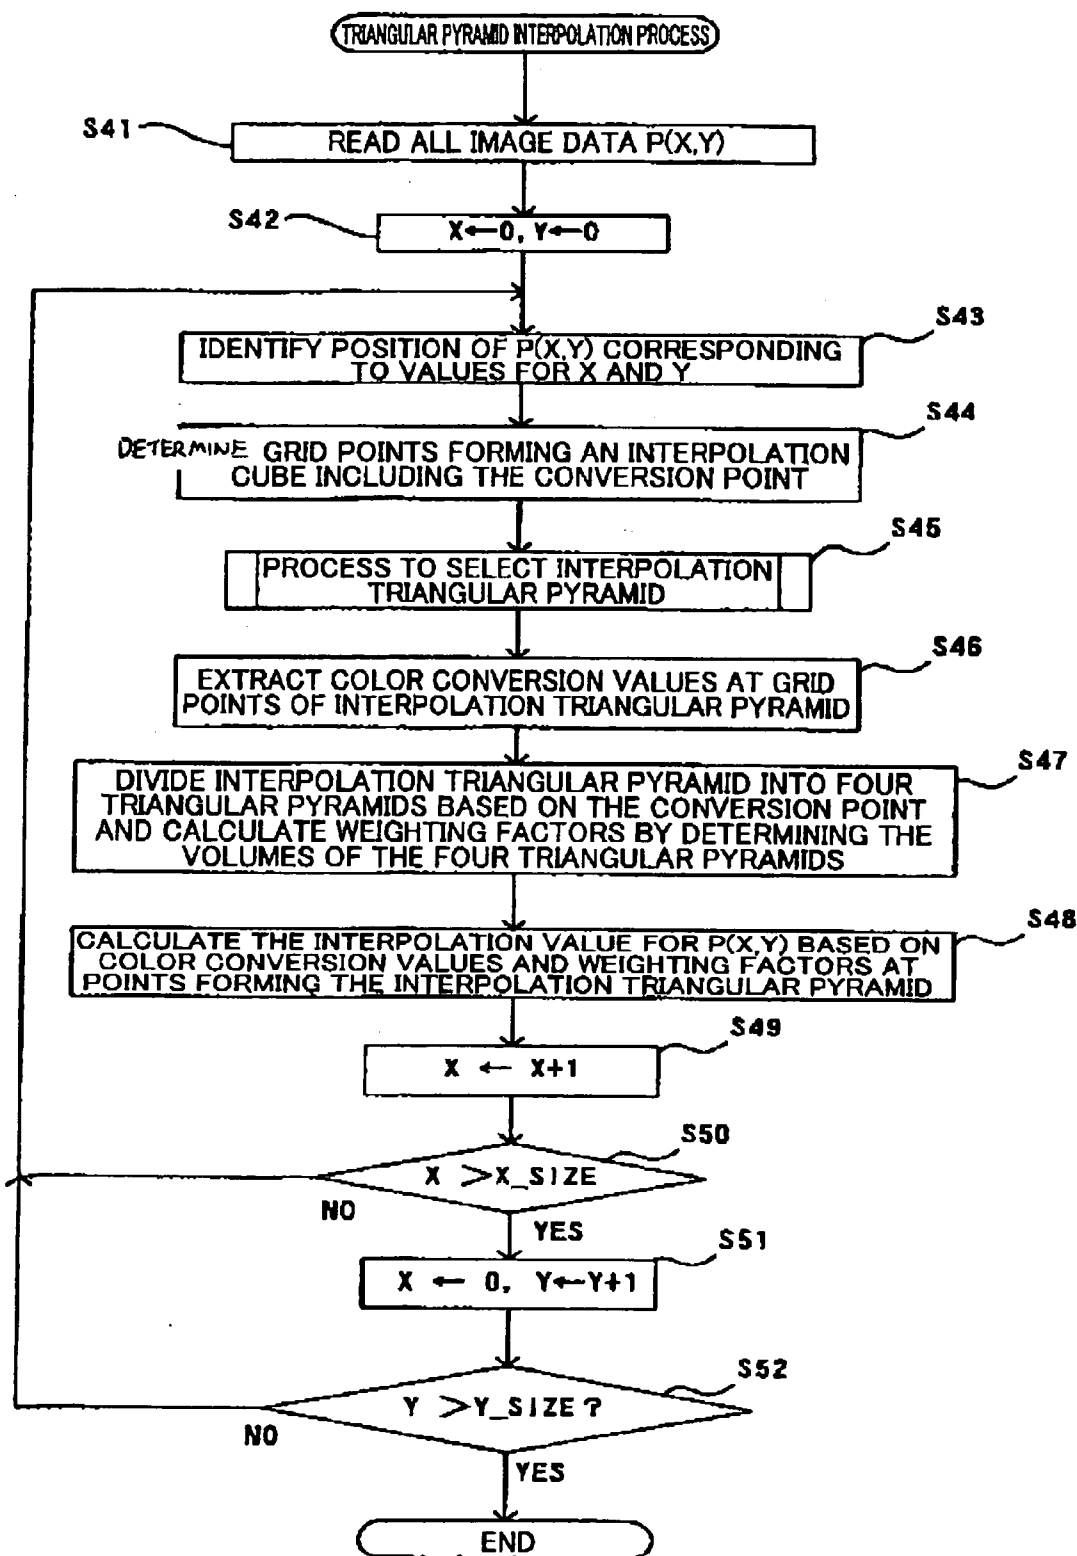 TRIANGULAR PYRAMID INTERPOLATION PROCESS
S41
READ ALL IMAGE DATA P(X,Y)
S42
X←0, Y←0
S43
IDENTIFY POSITION OF P(X,Y) CORRESPONDING
TO VALUES FOR X AND Y
S44
DETERMINE GRID POINTS FORMING AN INTERPOLATION
CUBE INCLUDING THE CONVERSION POINT
S45
PROCESS TO SELECT INTERPOLATION
TRIANGULAR PYRAMID
S46
EXTRACT COLOR CONVERSION VALUES AT GRID
POINTS OF INTERPOLATION TRIANGULAR PYRAMID
S47
DIVIDE INTERPOLATION TRIANGULAR PYRAMID INTO FOUR
TRIANGULAR PYRAMIDS BASED ON THE CONVERSION POINT
AND CALCULATE WEIGHTING FACTORS BY DETERMINING THE
VOLUMES OF THE FOUR TRIANGULAR PYRAMIDS
S48
CALCULATE THE INTERPOLATION VALUE FOR P(X,Y) BASED ON
COLOR CONVERSION VALUES AND WEIGHTING FACTORS AT
POINTS FORMING THE INTERPOLATION TRIANGULAR PYRAMID
S49
X ← X+1
S50
X >X_SIZE
NO
YES
S51
X ← 0, Y←Y+1
S52
Y >Y_SIZE?
NO
YES
END